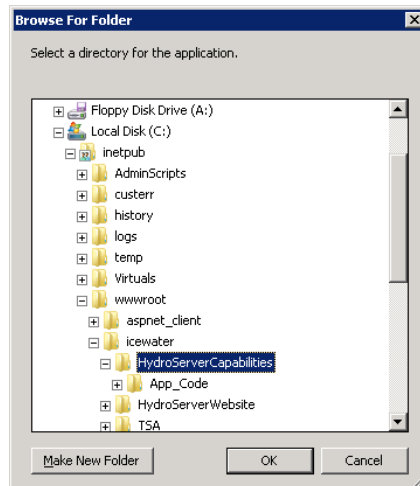 Browse For Folder
Select a directory for the application.
Floppy Disk Drive (A:)
Local Disk (C:)
inetpub
AdminScripts
custerr
history
logs
temp
Virtuals
wwwroot
aspnet_client
icewater
HydroServerCapabilities
App_Code
HydroServerWebsite
TSA
Make New Folder OK Cancel